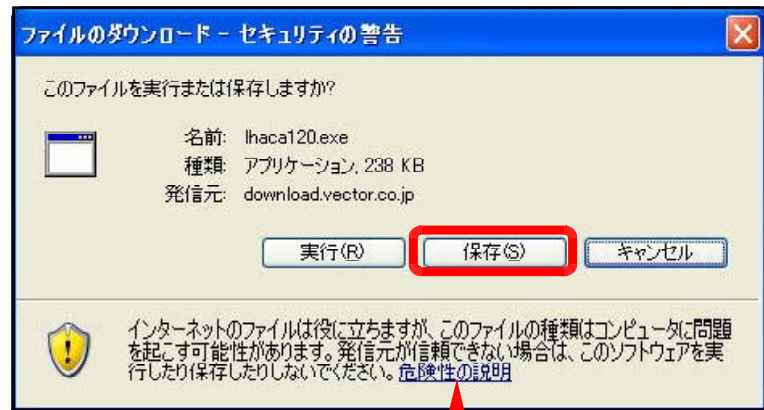 ファイルのダウンロード - セキュリティの警告
このファイルを実行または保存しますか?
名前: lhaca120.exe
種類: アプリケーション, 238 KB
発信元: download.vector.co.jp
実行(R) 保存(S) キャンセル
インターネットのファイルは役に立ちますが、このファイルの種類はコンピュータに問題
を起こす可能性があります。発信元が信頼できない場合は、このソフトウェアを実
行したり保存したりしないでください。危険性の説明